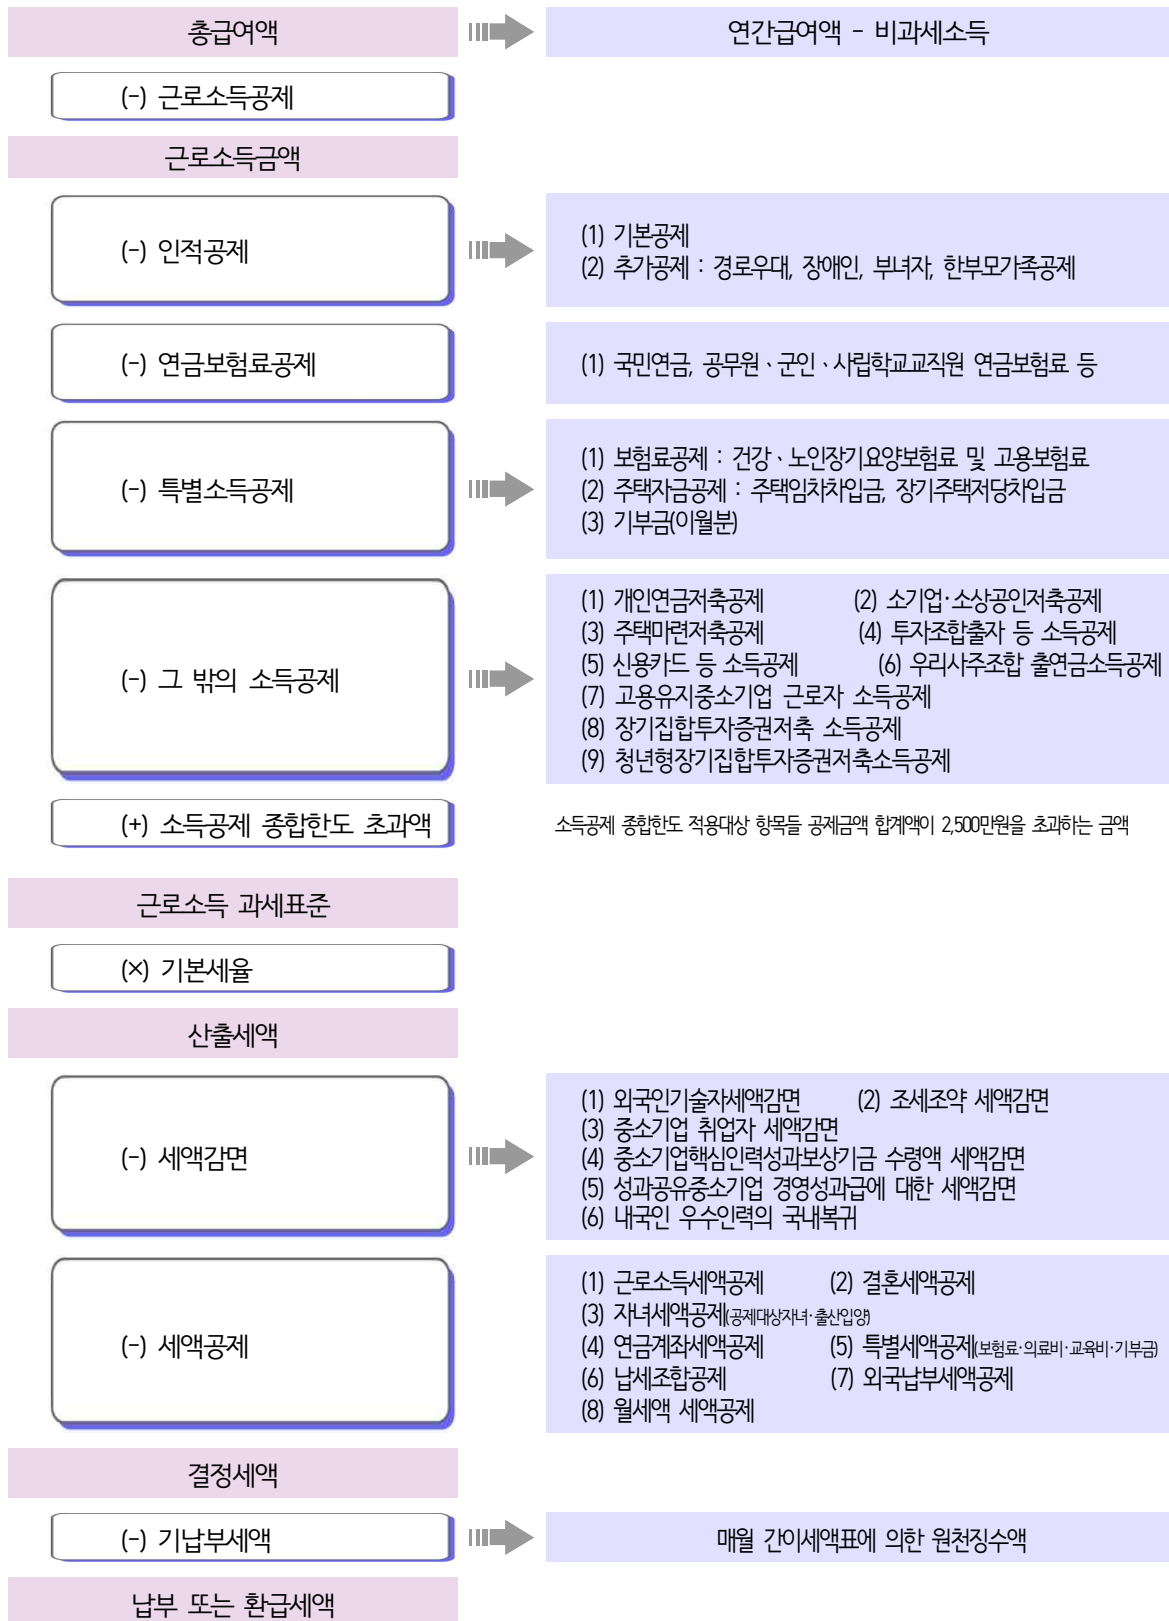 총급여액
연간급여액 - 비과세소득
(-) 근로소득공제
근로소득금액
(-) 인적공제
(1) 기본공제
(2) 추가공제 : 경로우대, 장애인, 부녀자, 한부모가족공제
(-) 연금보험료공제
(1) 국민연금, 공무원、군인、사립학교교직원 연금보험료 등
(-) 특별소득공제
(1) 보험료공제 : 건강、노인장기요양보험료 및 고용보험료
(2) 주택자금공제 : 주택임차차입금, 장기주택저당차입금
(3) 기부금(이월분)
(-) 그 밖의 소득공제
(1) 개인연금저축공제 (2) 소기업·소상공인저축공제
(3) 주택마련저축공제 (4) 투자조합출자 등 소득공제
(5) 신용카드 등 소득공제 (6) 우리사주조합 출연금소득공제
(7) 고용유지중소기업 근로자 소득공제
(8) 장기집합투자증권저축 소득공제
(9) 청년형장기집합투자증권저축소득공제
(+) 소득공제 종합한도 초과액
소득공제 종합한도 적용대상 항목들 공제금액 합계액이 2,500만원을 초과하는 금액
근로소득 과세표준
(×) 기본세율
산출세액
(-) 세액감면
(1) 외국인기술자세액감면 (2) 조세조약 세액감면
(3) 중소기업 취업자 세액감면
(4) 중소기업핵심인력성과보상기금 수령액 세액감면
(5) 성과공유중소기업 경영성과급에 대한 세액감면
(6) 내국인 우수인력의 국내복귀
(-) 세액공제
(1) 근로소득세액공제 (2) 결혼세액공제
(3) 자녀세액공제(공제대상자녀·출산입양)
(4) 연금계좌세액공제 (5) 특별세액공제(보험료·의료비·교육비·기부금)
(6) 납세조합공제 (7) 외국납부세액공제
(8) 월세액 세액공제
결정세액
(-) 기납부세액
매월 간이세액표에 의한 원천징수액
납부 또는 환급세액